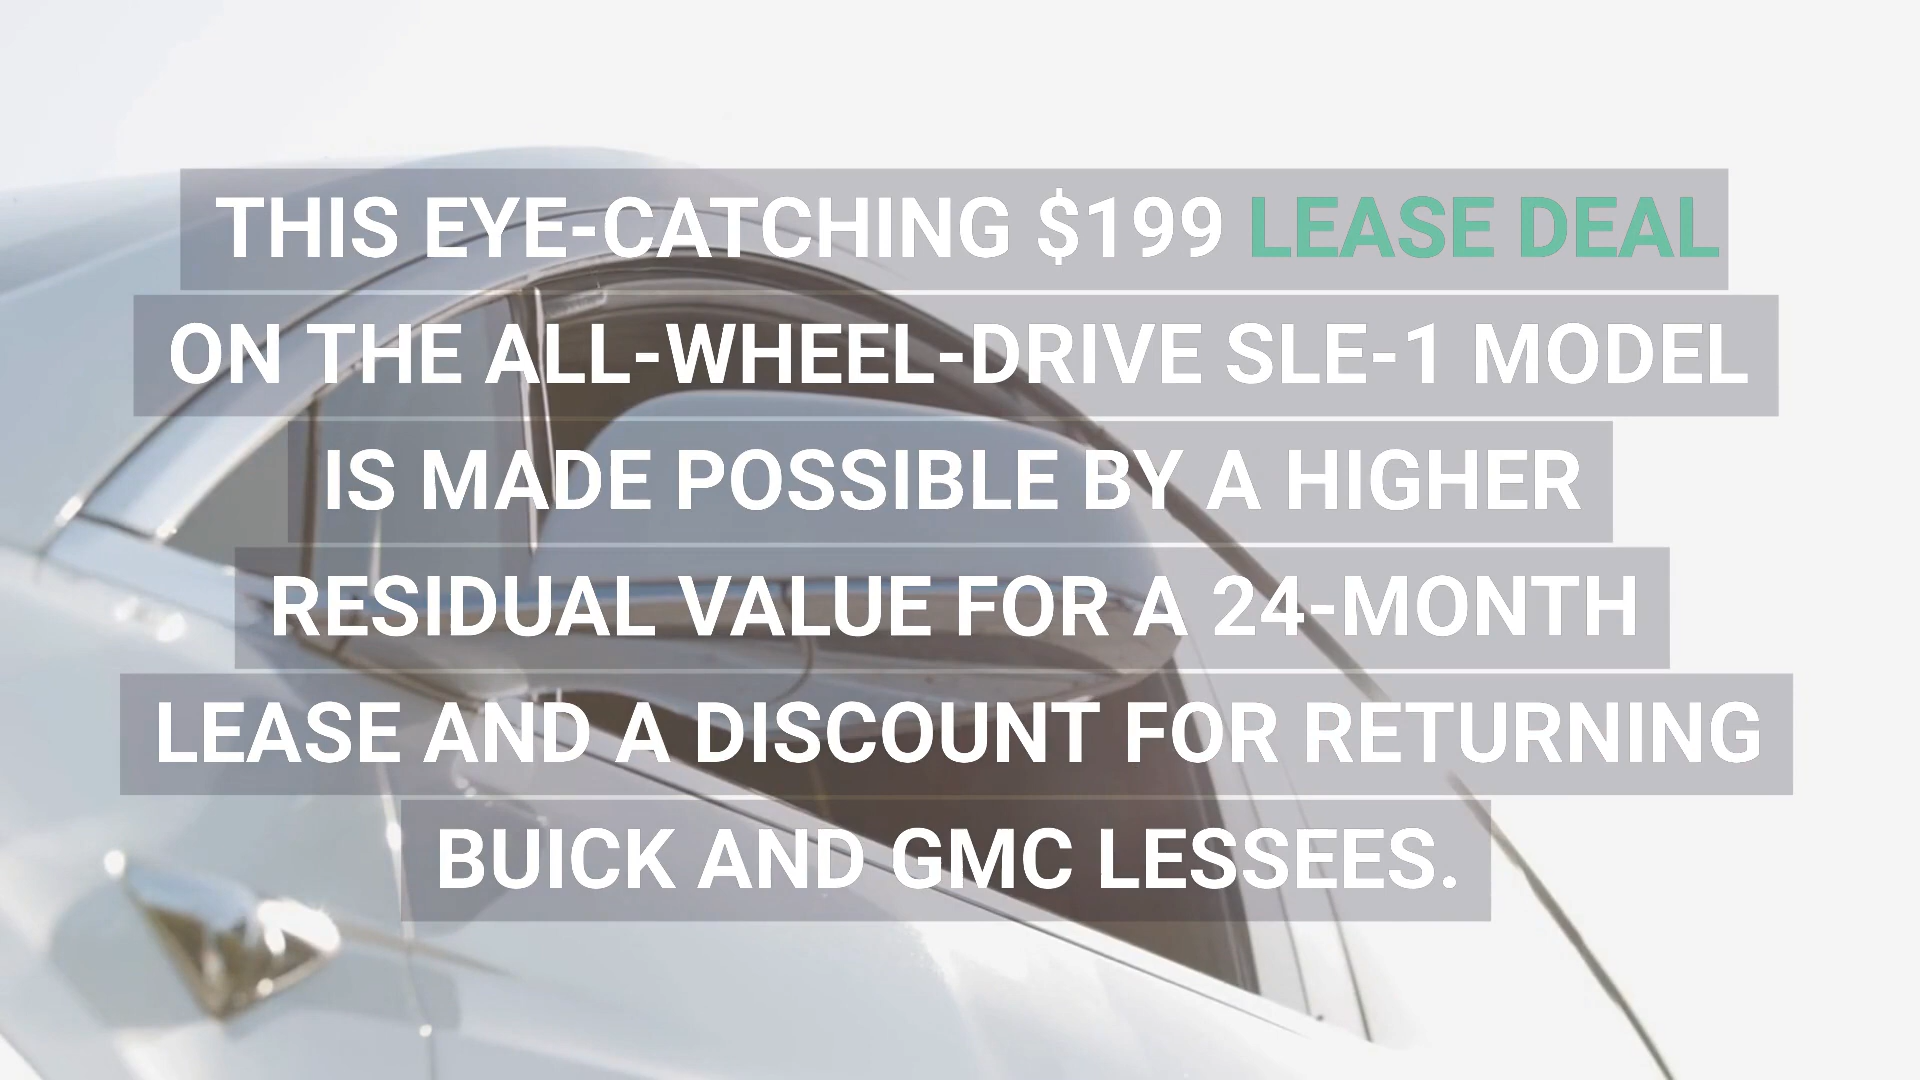 THIS EYE-CATCHING $199 LEASE DEAL
ON THE ALL-WHEEL-DRIVE SLE-1 MODEL
IS MADE POSSIBLE BY A HIGHER
RESIDUAL VALUE FOR A 24-MONTH
LEASE AND A DISCOUNT FOR RETURNING
BUICK AND GMC LESSEES.